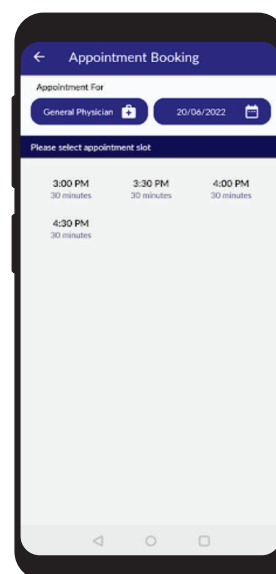 Appointment Booking
Appointment For
General Physician 20/06/2022
Please select appointment slot
3:00 PM 3:30 PM 4:00 PM
30 minutes 30 minutes 30 minutes
4:30 PM
30 minutes